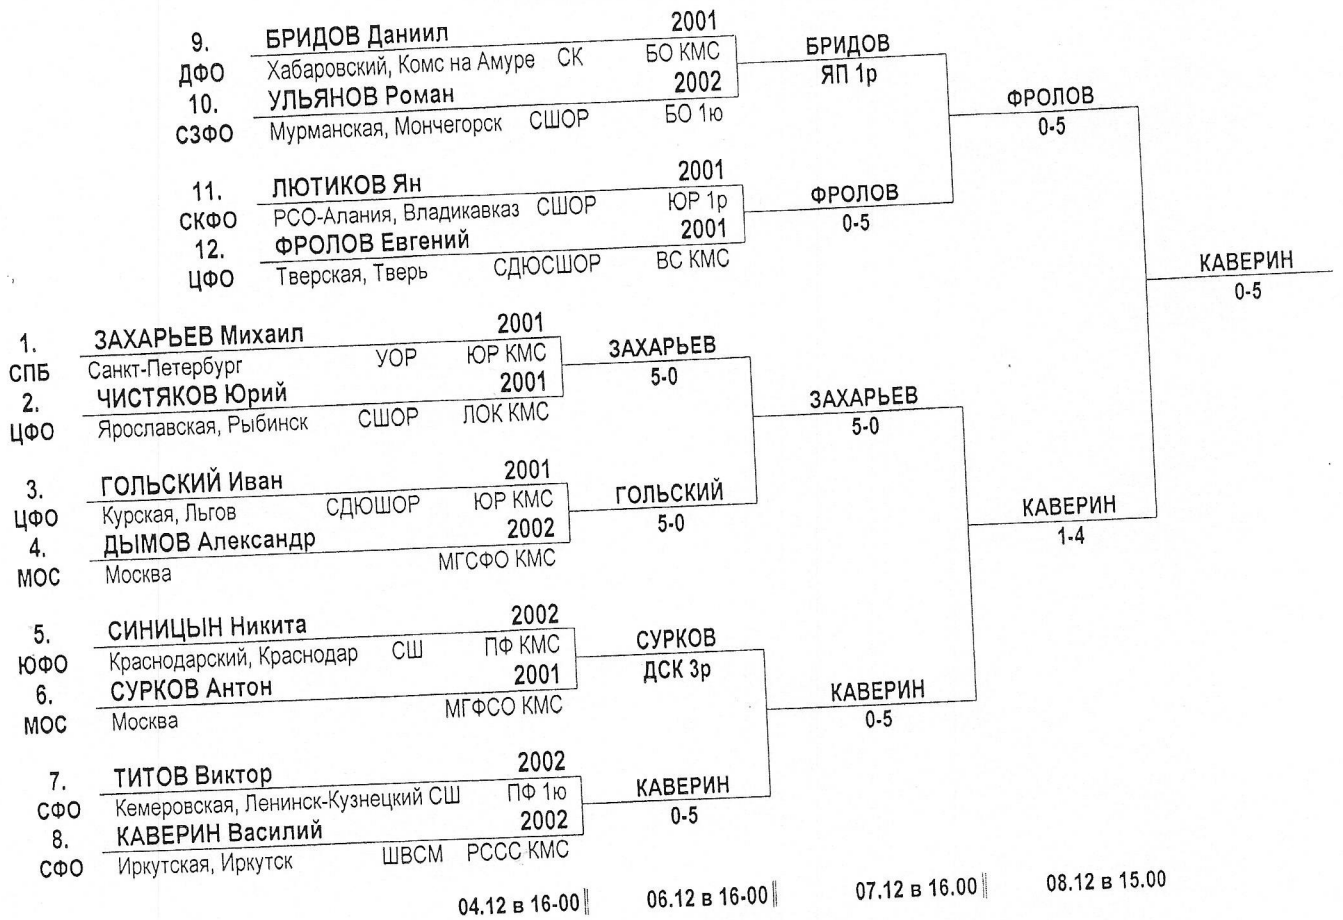 9. БРИДОВ Даниил 2001
ДФО Хабаровский, Комс на Амуре СК БО КМС
10. УЛЬЯНОВ Роман 2002
СЗФО Мурманская, Мончегорск СШОР БО 1ю
БРИДОВ
ЯП 1р
11. ЛЮТИКОВ Ян 2001
СКФО РСО-Алания, Владикавказ СШОР ЮР 1р
12. ФРОЛОВ Евгений 2001
ЦФО Тверская, Тверь СДЮСШОР ВС КМС
ФРОЛОВ
0-5
ФРОЛОВ
0-5
1. ЗАХАРЬЕВ Михаил 2001
СПБ Санкт-Петербург УОР ЮР КМС
2. ЧИСТЯКОВ Юрий 2001
ЦФО Ярославская, Рыбинск СШОР ЛОК КМС
ЗАХАРЬЕВ
5-0
3. ГОЛЬСКИЙ Иван 2001
ЦФО Курская, Льгов СДЮШОР ЮР КМС
4. ДЫМОВ Александр 2002
МОС Москва МГСФО КМС
ГОЛЬСКИЙ
5-0
ЗАХАРЬЕВ
5-0
5. СИНИЦЫН Никита 2002
ЮФО Краснодарский, Краснодар СШ ПФ КМС
6. СУРКОВ Антон 2001
МОС Москва МГФСО КМС
СУРКОВ
ДСК 3р
7. ТИТОВ Виктор 2002
СФО Кемеровская, Ленинск-Кузнецкий СШ ПФ 1ю
8. КАВЕРИН Василий 2002
СФО Иркутская, Иркутск ШВСМ РССС КМС
КАВЕРИН
0-5
КАВЕРИН
0-5
КАВЕРИН
1-4
КАВЕРИН
0-5
04.12 в 16-00 06.12 в 16-00 07.12 в 16.00 08.12 в 15.00